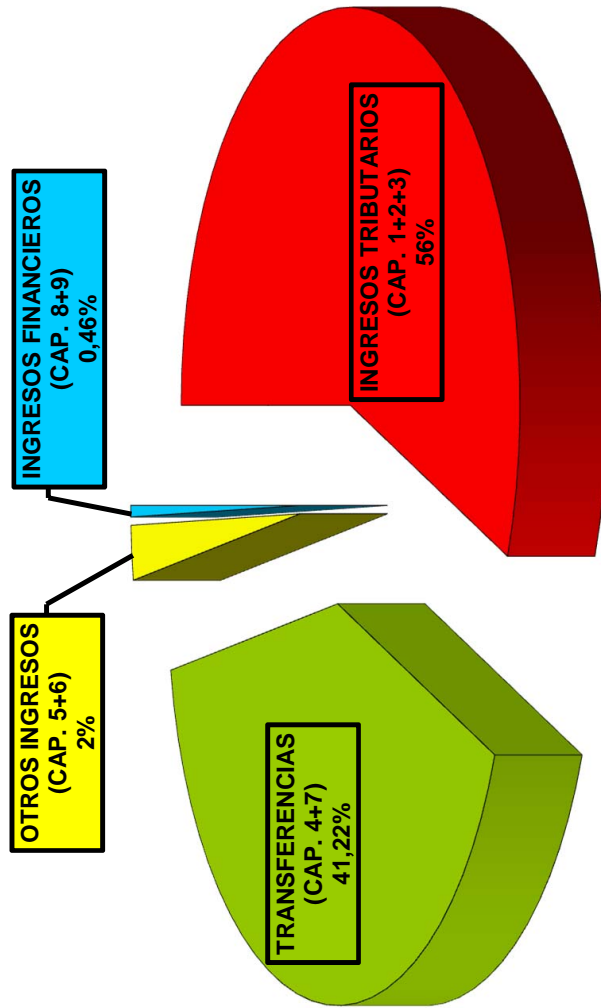 OTROS INGRESOS
(CAP. 5+6)
2%
INGRESOS FINANCIEROS
(CAP. 8+9)
0,46%
TRANSFERENCIAS
(CAP. 4+7)
41,22%
INGRESOS TRIBUTARIOS
(CAP. 1+2+3)
56%